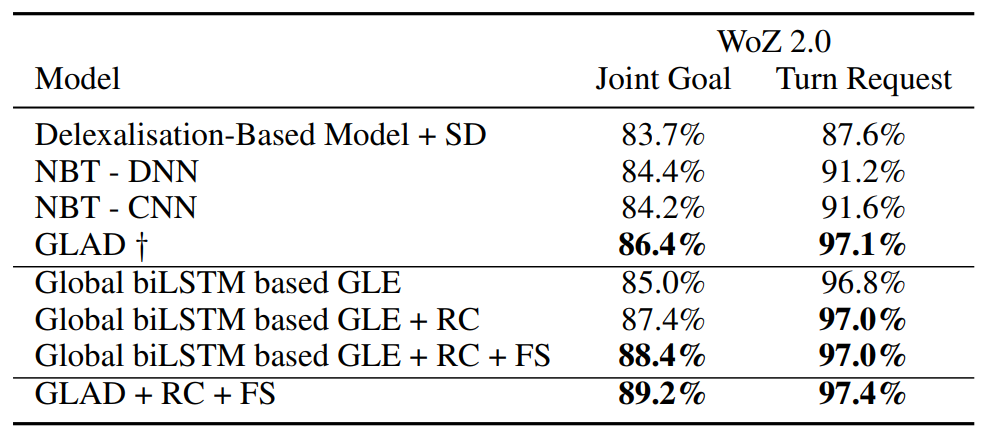 WoZ 2.0
Model Joint Goal Turn Request
Delexalisation-Based Model + SD 83.7% 87.6%
NBT - DNN 84.4% 91.2%
NBT - CNN 84.2% 91.6%
GLAD † 86.4% 97.1%
Global biLSTM based GLE 85.0% 96.8%
Global biLSTM based GLE + RC 87.4% 97.0%
Global biLSTM based GLE + RC + FS 88.4% 97.0%
GLAD + RC + FS 89.2% 97.4%